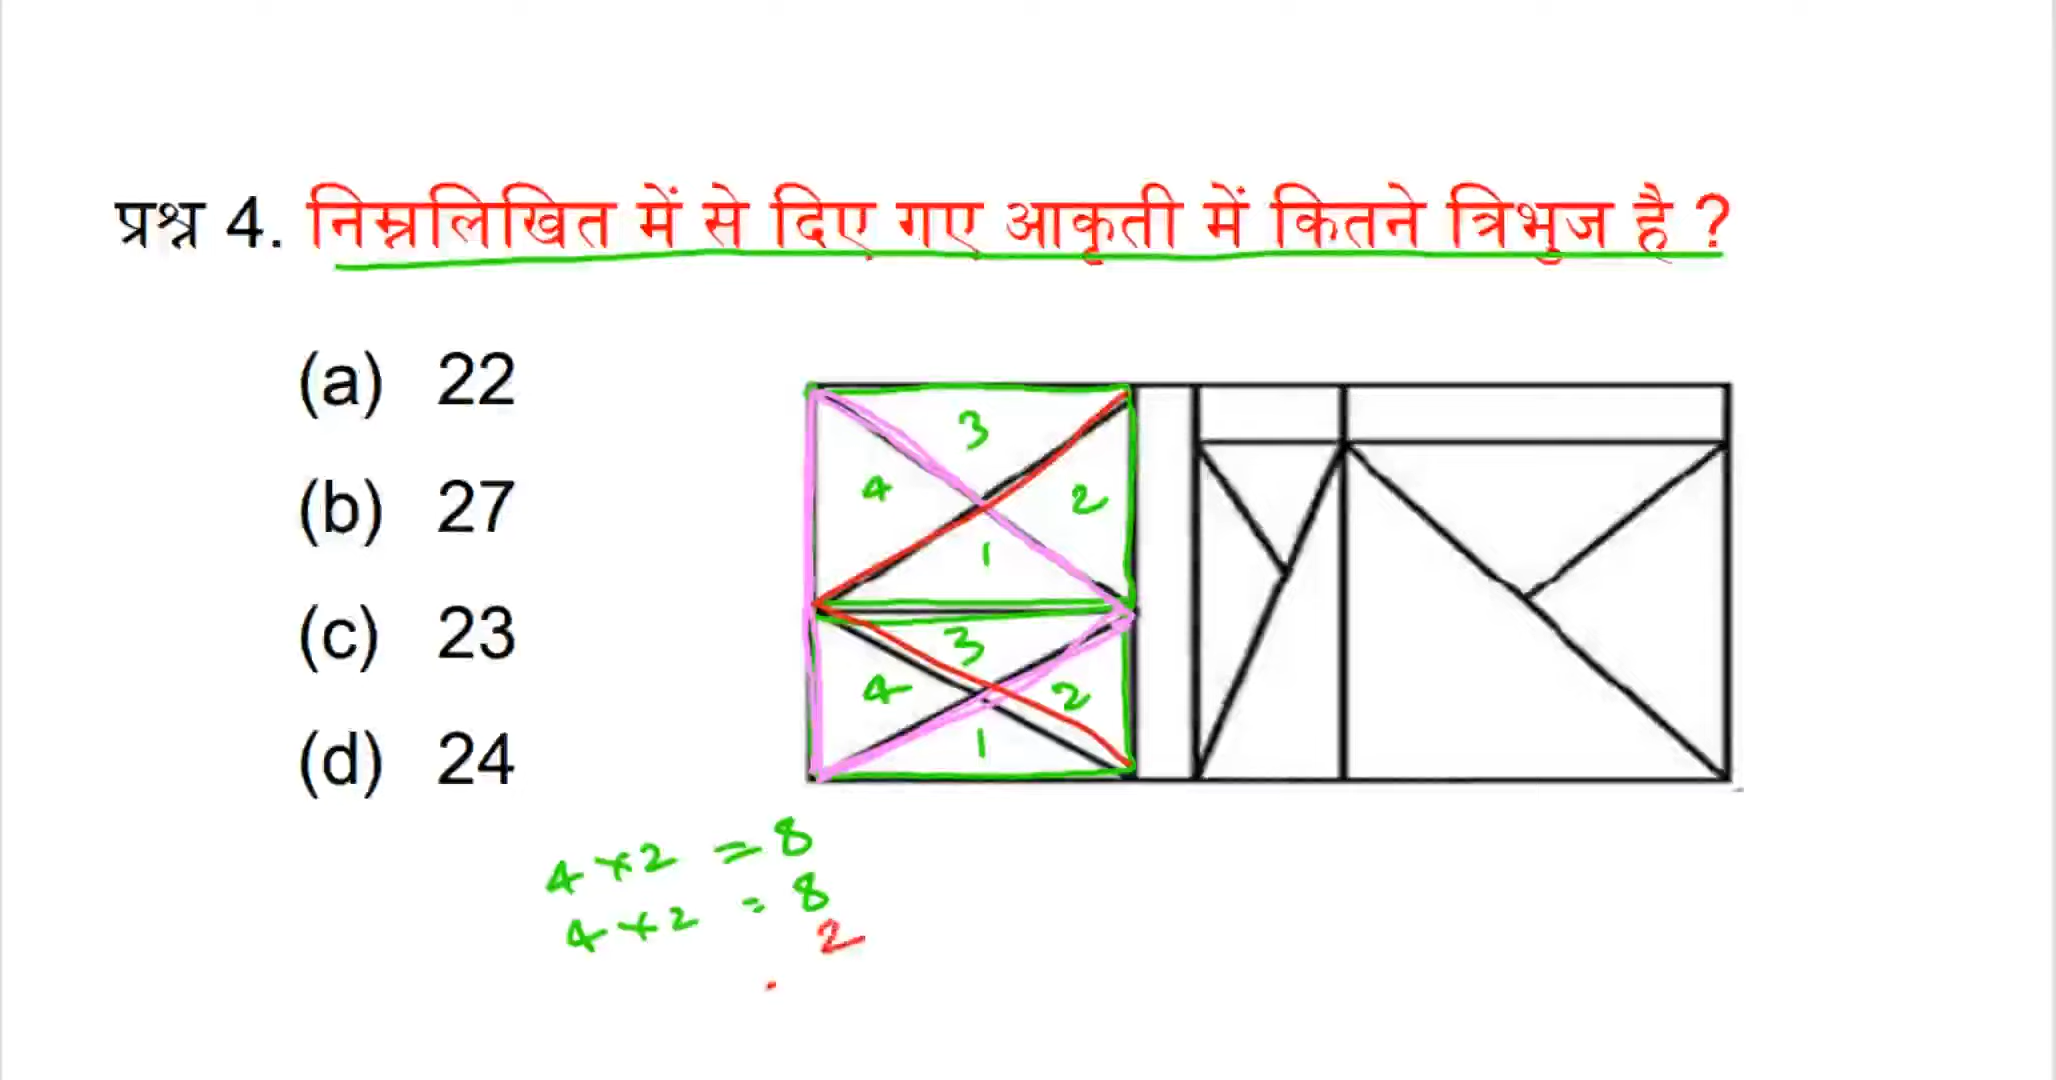 प्रश्न 4. निम्नलिखित में से दिए गए आकृती में कितने त्रिभुज है ?
(a) 22
(b) 27
(c) 23
(d) 24
3
4 2
1
3
4 2
1
4 × 2 = 8
4 × 2 = 8
2